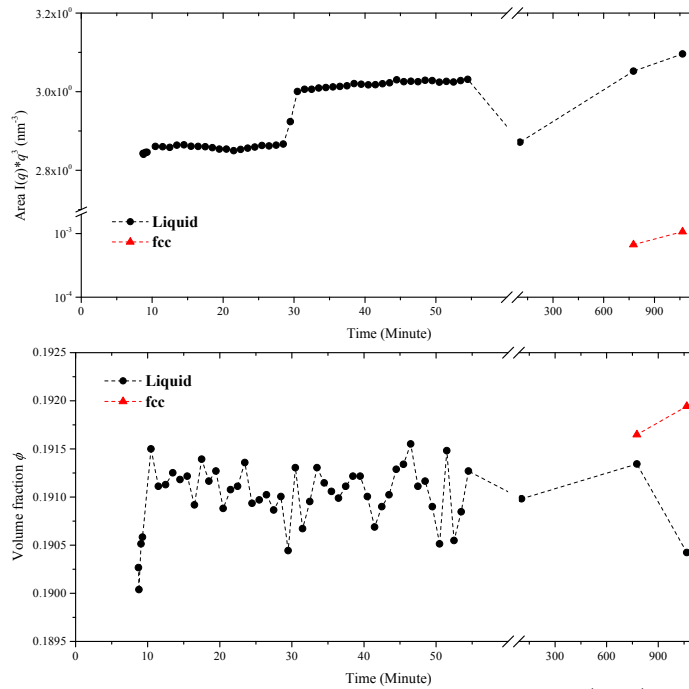 3.2x10⁰
3.0x10⁰
2.8x10⁰
10⁻³
10⁻⁴
Area I(q)*q³ (nm⁻³)
Liquid
fcc
0 10 20 30 40 50 300 600 900
Time (Minute)
0.1925
0.1920
0.1915
0.1910
0.1905
0.1900
0.1895
Volume fraction ϕ
Liquid
fcc
0 10 20 30 40 50 300 600 900
Time (Minute)